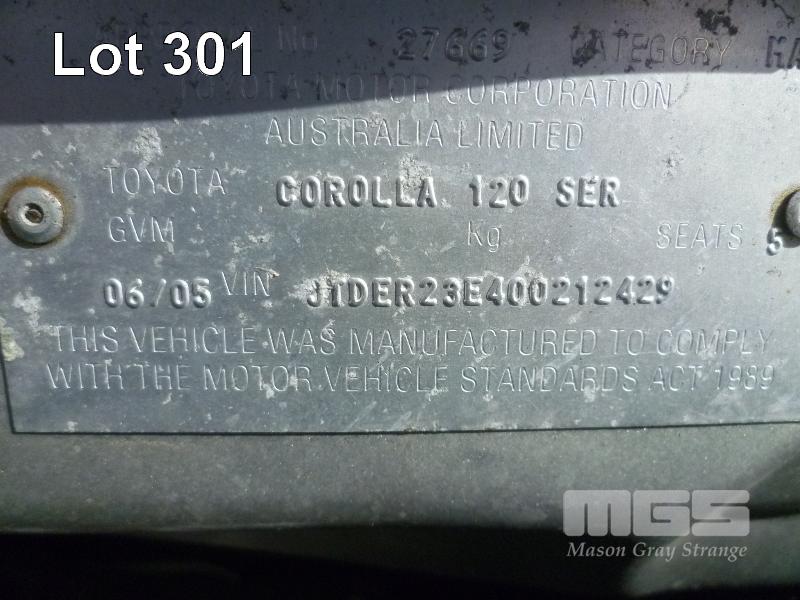 Lot 301
No 27669 CATEGORY MA
TOYOTA MOTOR CORPORATION
AUSTRALIA LIMITED
TOYOTA COROLLA 120 SER
GVM Kg SEATS 5
06/05 VIN JTDER23E400212429
THIS VEHICLE WAS MANUFACTURED TO COMPLY
WITH THE MOTOR VEHICLE STANDARDS ACT 1989
MGS
Mason Gray Strange